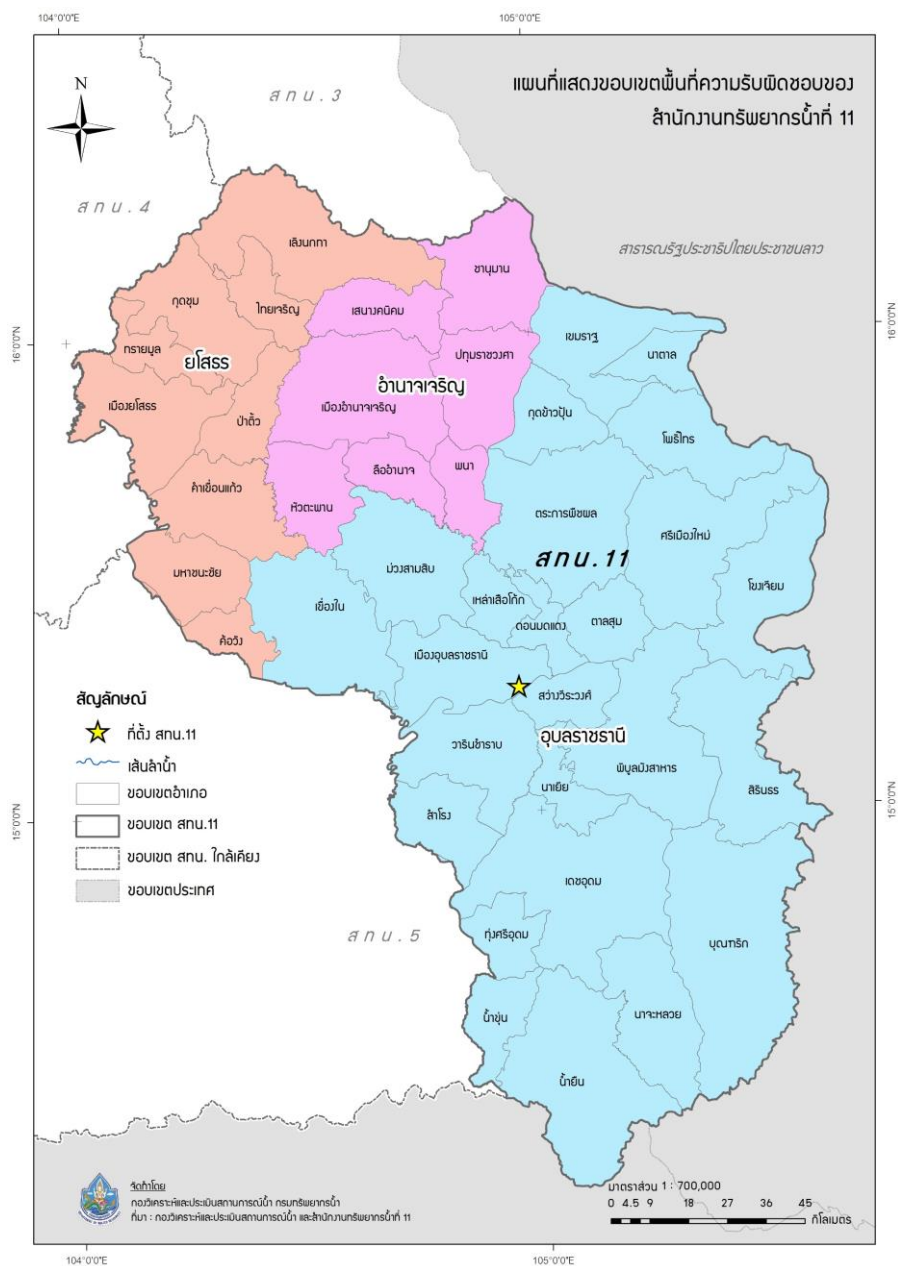 104°0'0"E
105°0'0"E
แผนที่แสดงขอบเขตพื้นที่ความรับผิดชอบของ
สำนักงานทรัพยากรน้ำที่ 11
N
สทน.3
สทน.4
สาธารณรัฐประชาธิปไตยประชาชนลาว
16°0'0"N
16°0'0"N
เลิงนกทา
ชานุมาน
กุดชุม
ไทยเจริญ
เสนางคนิคม
เขมราฐ
นาตาล
ทรายมูล
ยโสธร
ปทุมราชวงศา
อำนาจเจริญ
เมืองยโสธร
เมืองอำนาจเจริญ
กุดข้าวปุ้น
ป่าติ้ว
โพธิ์ไทร
ลืออำนาจ
พนา
คำเขื่อนแก้ว
หัวตะพาน
ตระการพืชผล
ศรีเมืองใหม่
สทน.11
มหาชนะชัย
ม่วงสามสิบ
โขงเจียม
เขื่องใน
เหล่าเสือโก้ก
ดอนมดแดง
ตาลสุม
ค้อวัง
เมืองอุบลราชธานี
สว่างวีระวงศ์
วารินชำราบ
อุบลราชธานี
พิบูลมังสาหาร
นาเยีย
สิรินธร
สำโรง
15°0'0"N
15°0'0"N
เดชอุดม
ทุ่งศรีอุดม
บุณฑริก
น้ำขุ่น
นาจะหลวย
น้ำยืน
สทน.5
สัญลักษณ์
ที่ตั้ง สทน.11
เส้นลำน้ำ
ขอบเขตอำเภอ
ขอบเขต สทน.11
ขอบเขต สทน. ใกล้เคียง
ขอบเขตประเทศ
จัดทำโดย
กองวิเคราะห์และประเมินสถานการณ์น้ำ กรมทรัพยากรน้ำ
ที่มา : กองวิเคราะห์และประเมินสถานการณ์น้ำ และสำนักงานทรัพยากรน้ำที่ 11
มาตราส่วน 1 : 700,000
0 4.5 9 18 27 36 45
กิโลเมตร
104°0'0"E
105°0'0"E